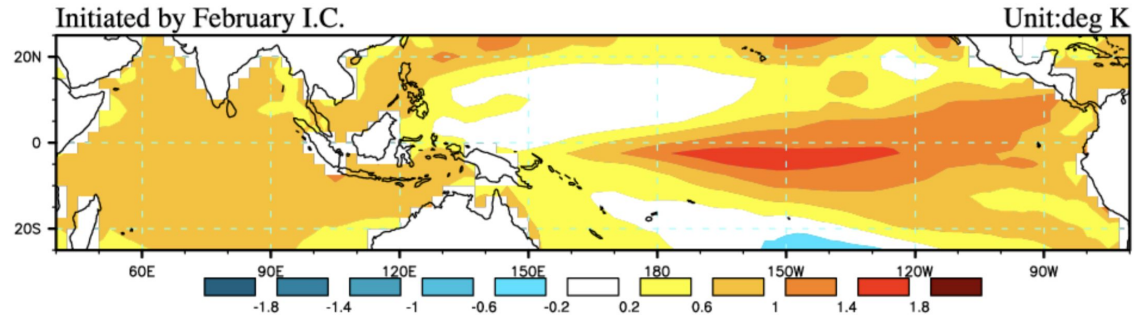 Initiated by February I.C. Unit:deg K
20N
0
20S
60E 90E 120E 150E 180 150W 120W 90W
-1.8 -1.4 -1 -0.6 -0.2 0.2 0.6 1 1.4 1.8